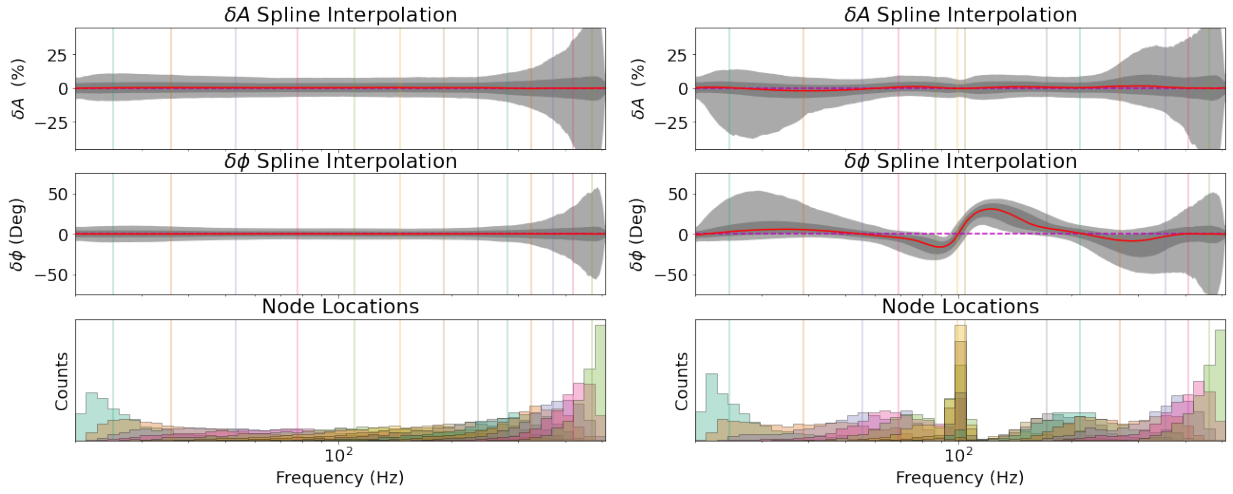 δA Spline Interpolation
δA (%)
25
0
−25
δϕ Spline Interpolation
δϕ (Deg)
50
0
−50
Node Locations
Counts
10²
Frequency (Hz)
δA Spline Interpolation
δA (%)
25
0
−25
δϕ Spline Interpolation
δϕ (Deg)
50
0
−50
Node Locations
Counts
10²
Frequency (Hz)